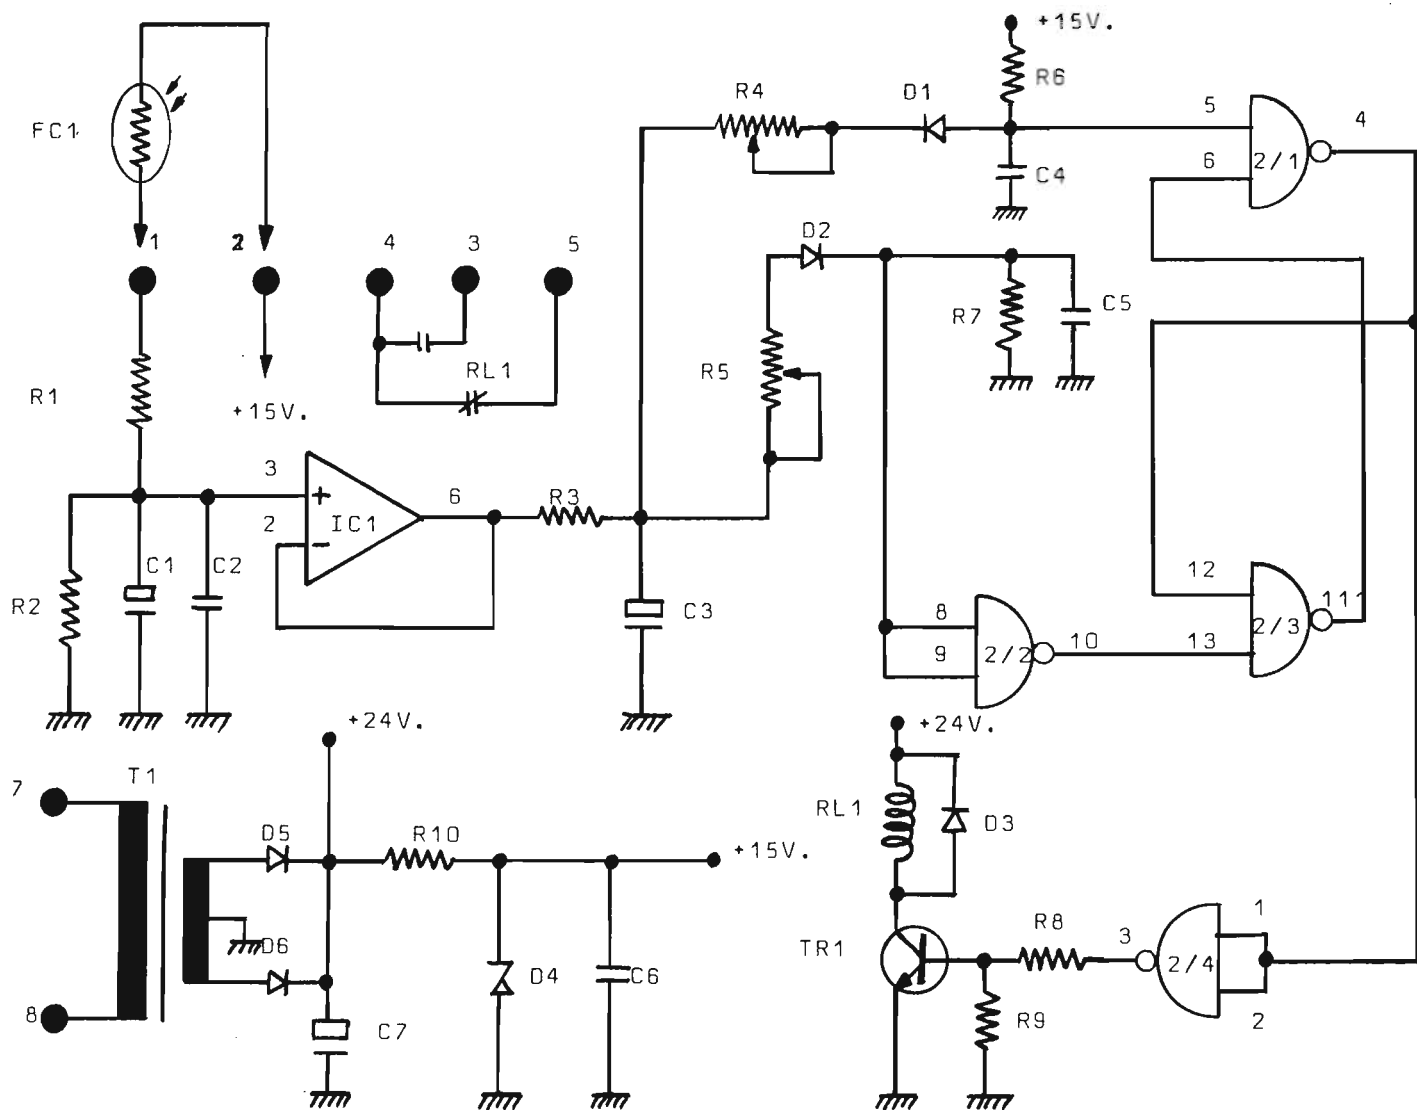 +15V.
R6
R4
D1
5
4
FC1
6
2/1
C4
1
2
4
3
5
D2
C5
R7
R1
RL1
R5
+15V.
3
6
R3
2
IC1
12
C1
C2
8
111
R2
C3
2/3
9
2/2
10
13
+24V.
+24V.
T1
7
RL1
D3
D5
R10
+15V.
1
R8
D6
TR1
3
2/4
D4
C6
8
C7
R9
2